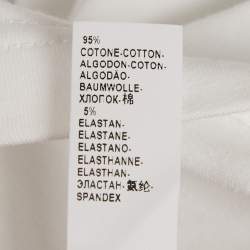 95%
COTONE-COTTON-
ALGODON-COTON-
ALGODÃO-
BAUMWOLLE-
ХЛОПОК-棉
5%
ELASTAN-
ELASTANE-
ELASTANO-
ELASTHANNE-
ELASTHAN-
ЭЛАСТАН-氨纶-
SPANDEX